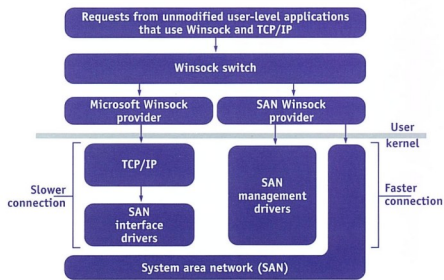 Requests from unmodified user-level applications
that use Winsock and TCP/IP
Winsock switch
Microsoft Winsock
provider
SAN Winsock
provider
User
kernel
Slower
connection
TCP/IP
SAN
interface
drivers
SAN
management
drivers
Faster
connection
System area network (SAN)